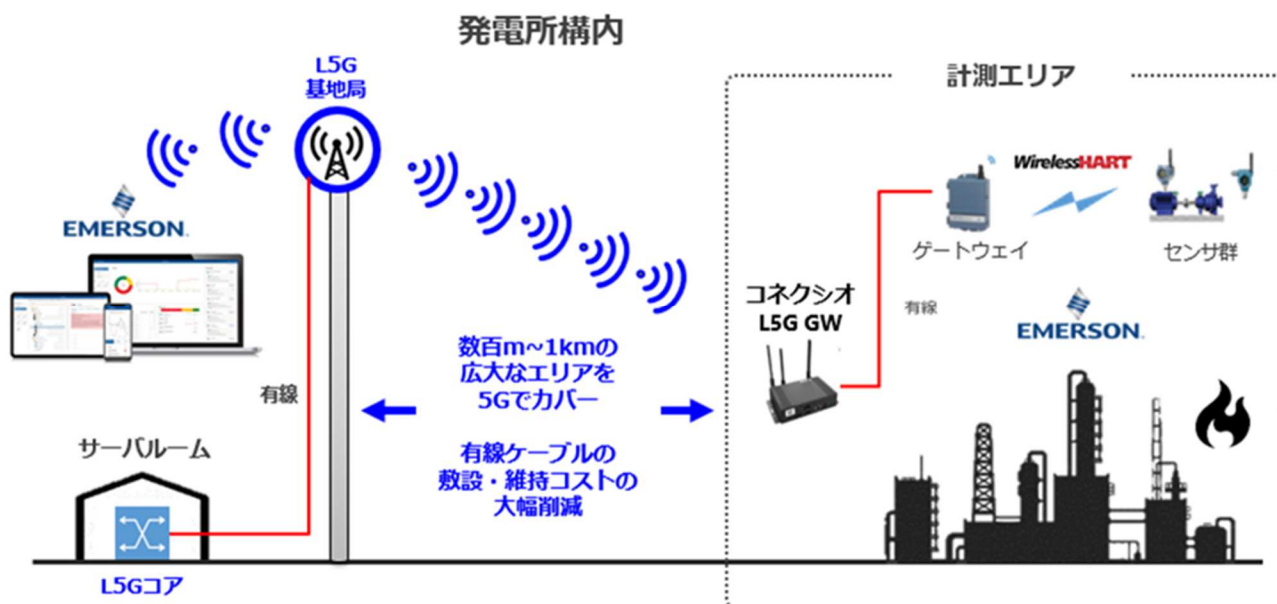 発電所構内
L5G
基地局
EMERSON.
有線
サーバルーム
L5Gコア
数百m~1kmの
広大なエリアを
5Gでカバー
有線ケーブルの
敷設・維持コストの
大幅削減
計測エリア
WirelessHART
ゲートウェイ
センサ群
コネクシオ
L5G GW
有線
EMERSON.